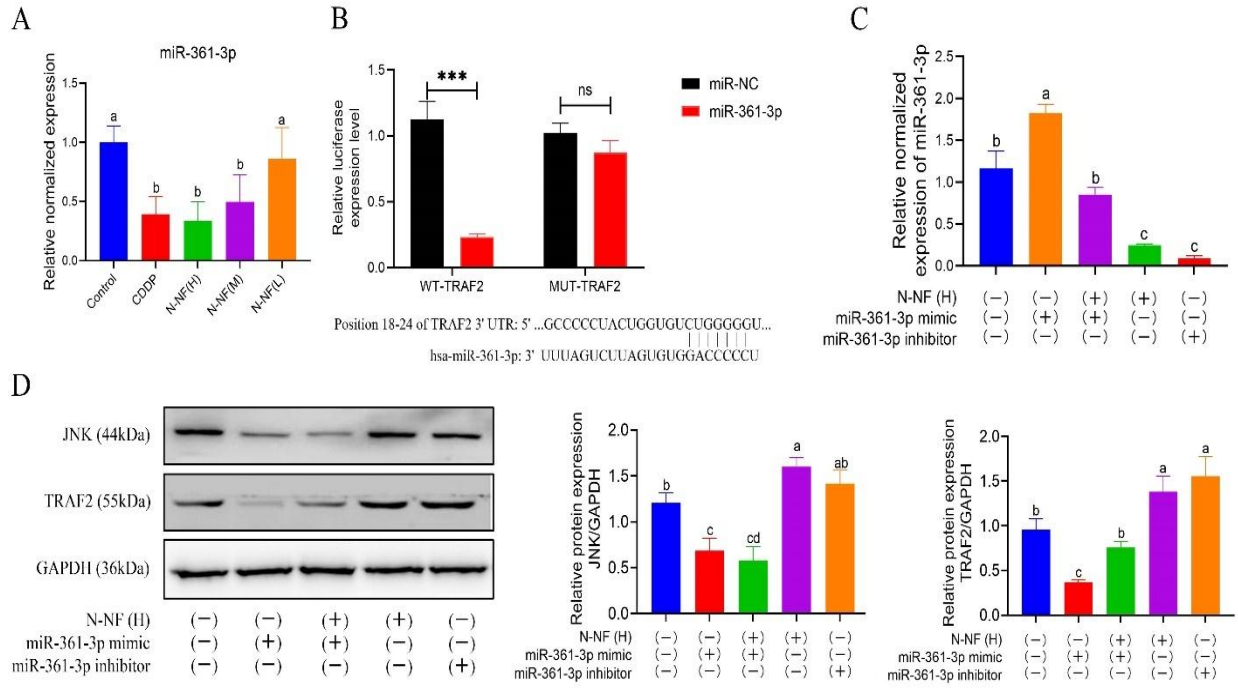 A
miR-361-3p
Relative normalized expression
1.5
1.0
0.5
0.0
a
b
b
b
a
Control
CDDP
N-NF(H)
N-NF(M)
N-NF(L)
B
Relative luciferase
expression level
1.5
1.0
0.5
0.0
***
ns
WT-TRAF2
MUT-TRAF2
miR-NC
miR-361-3p
Position 18-24 of TRAF2 3' UTR: 5' ...GCCCCCUACUGGUGUCUGGGGGU...
hsa-miR-361-3p: 3' UUUAGUCUUAGUGUGGACCCCCU
C
Relative normalized
expression of miR-361-3p
2.5
2.0
1.5
1.0
0.5
0.0
b
a
b
c
c
N-NF (H) (−) (−) (+) (+) (−)
miR-361-3p mimic (−) (+) (+) (−) (−)
miR-361-3p inhibitor (−) (−) (−) (−) (+)
D
JNK (44kDa)
TRAF2 (55kDa)
GAPDH (36kDa)
N-NF (H) (−) (−) (+) (+) (−)
miR-361-3p mimic (−) (+) (+) (−) (−)
miR-361-3p inhibitor (−) (−) (−) (−) (+)
Relative protein expression
JNK/GAPDH
2.0
1.5
1.0
0.5
0.0
b
c
cd
a
ab
N-NF (H) (−) (−) (+) (+) (−)
miR-361-3p mimic (−) (+) (+) (−) (−)
miR-361-3p inhibitor (−) (−) (−) (−) (+)
Relative protein expression
TRAF2/GAPDH
2.0
1.5
1.0
0.5
0.0
b
c
b
a
a
N-NF (H) (−) (−) (+) (+) (−)
miR-361-3p mimic (−) (+) (+) (−) (−)
miR-361-3p inhibitor (−) (−) (−) (−) (+)